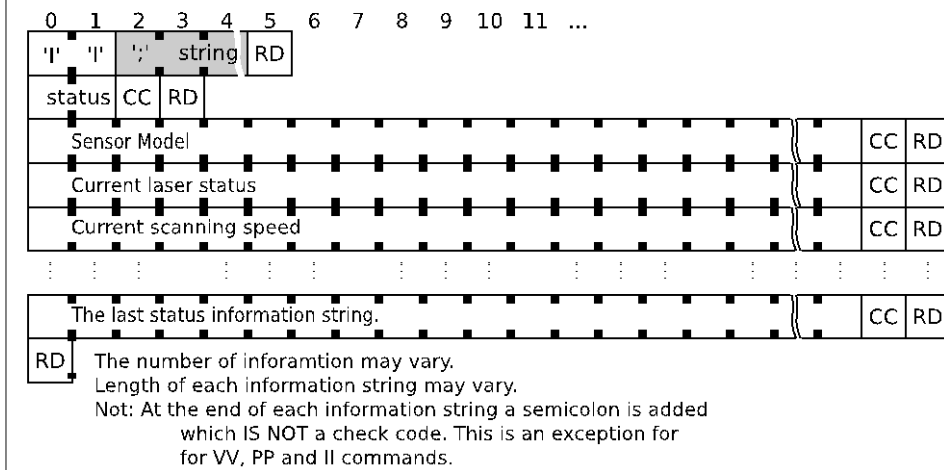 0 1 2 3 4 5 6 7 8 9 10 11 ...
'I' 'I' ';' string RD
status CC RD
Sensor Model CC RD
Current laser status CC RD
Current scanning speed CC RD
The last status information string. CC RD
RD The number of inforamtion may vary.
Length of each information string may vary.
Not: At the end of each information string a semicolon is added
which IS NOT a check code. This is an exception for
for VV, PP and II commands.